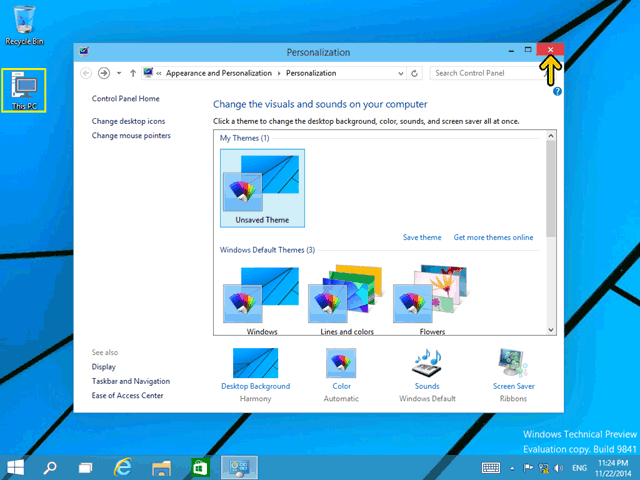 Recycle Bin
This PC
Personalization
« Appearance and Personalization Personalization
Search Control Panel
Control Panel Home
Change desktop icons
Change mouse pointers
Change the visuals and sounds on your computer
Click a theme to change the desktop background, color, sounds, and screen saver all at once.
My Themes (1)
Unsaved Theme
Save theme Get more themes online
Windows Default Themes (3)
Windows Lines and colors Flowers
See also
Display
Taskbar and Navigation
Ease of Access Center
Desktop Background
Harmony
Color
Automatic
Sounds
Windows Default
Screen Saver
Ribbons
Windows Technical Preview
Evaluation copy. Build 9841
ENG
11:24 PM
11/22/2014